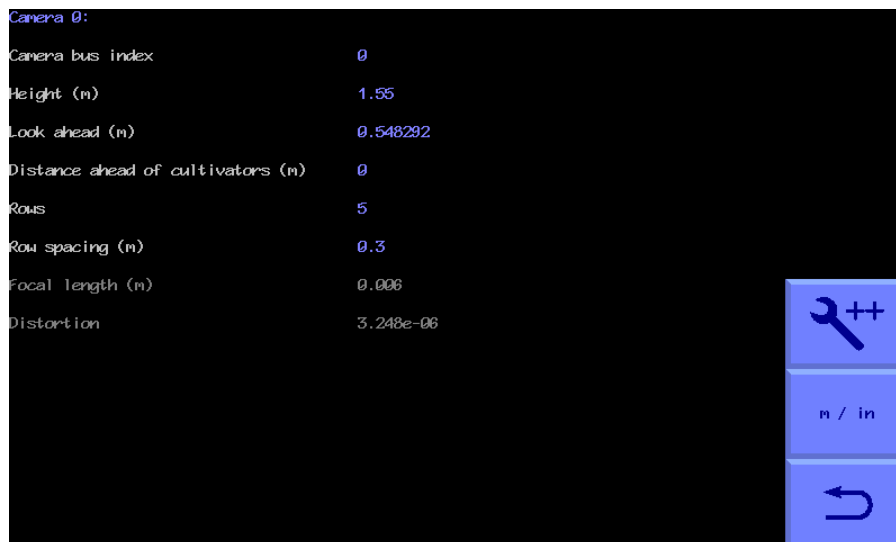 Camera 0:
Camera bus index 0
Height (m) 1.55
Look ahead (m) 0.548292
Distance ahead of cultivators (m) 0
Rows 5
Row spacing (m) 0.3
Focal length (m) 0.006
Distortion 3.248e-06
++
m / in